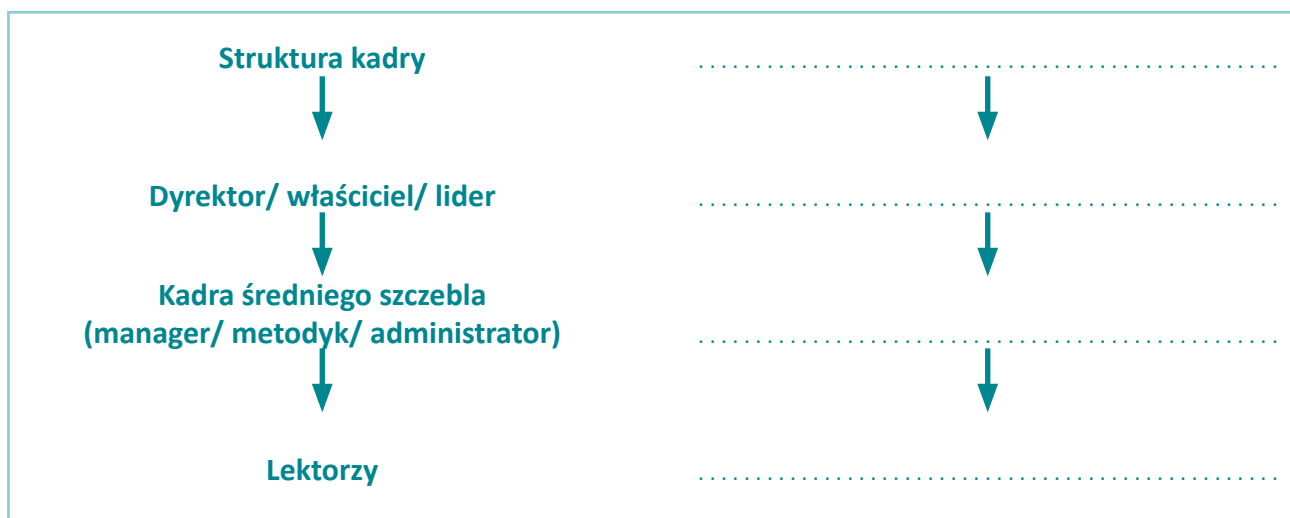 Struktura kadry
. . . . . . . . . . . . . . . . . . . . . . . . . . . . . . . . . . . . . . . . . . . . . . . . . .
Dyrektor/ właściciel/ lider
. . . . . . . . . . . . . . . . . . . . . . . . . . . . . . . . . . . . . . . . . . . . . . . . . .
Kadra średniego szczebla
(manager/ metodyk/ administrator)
. . . . . . . . . . . . . . . . . . . . . . . . . . . . . . . . . . . . . . . . . . . . . . . . . .
Lektorzy
. . . . . . . . . . . . . . . . . . . . . . . . . . . . . . . . . . . . . . . . . . . . . . . . . .